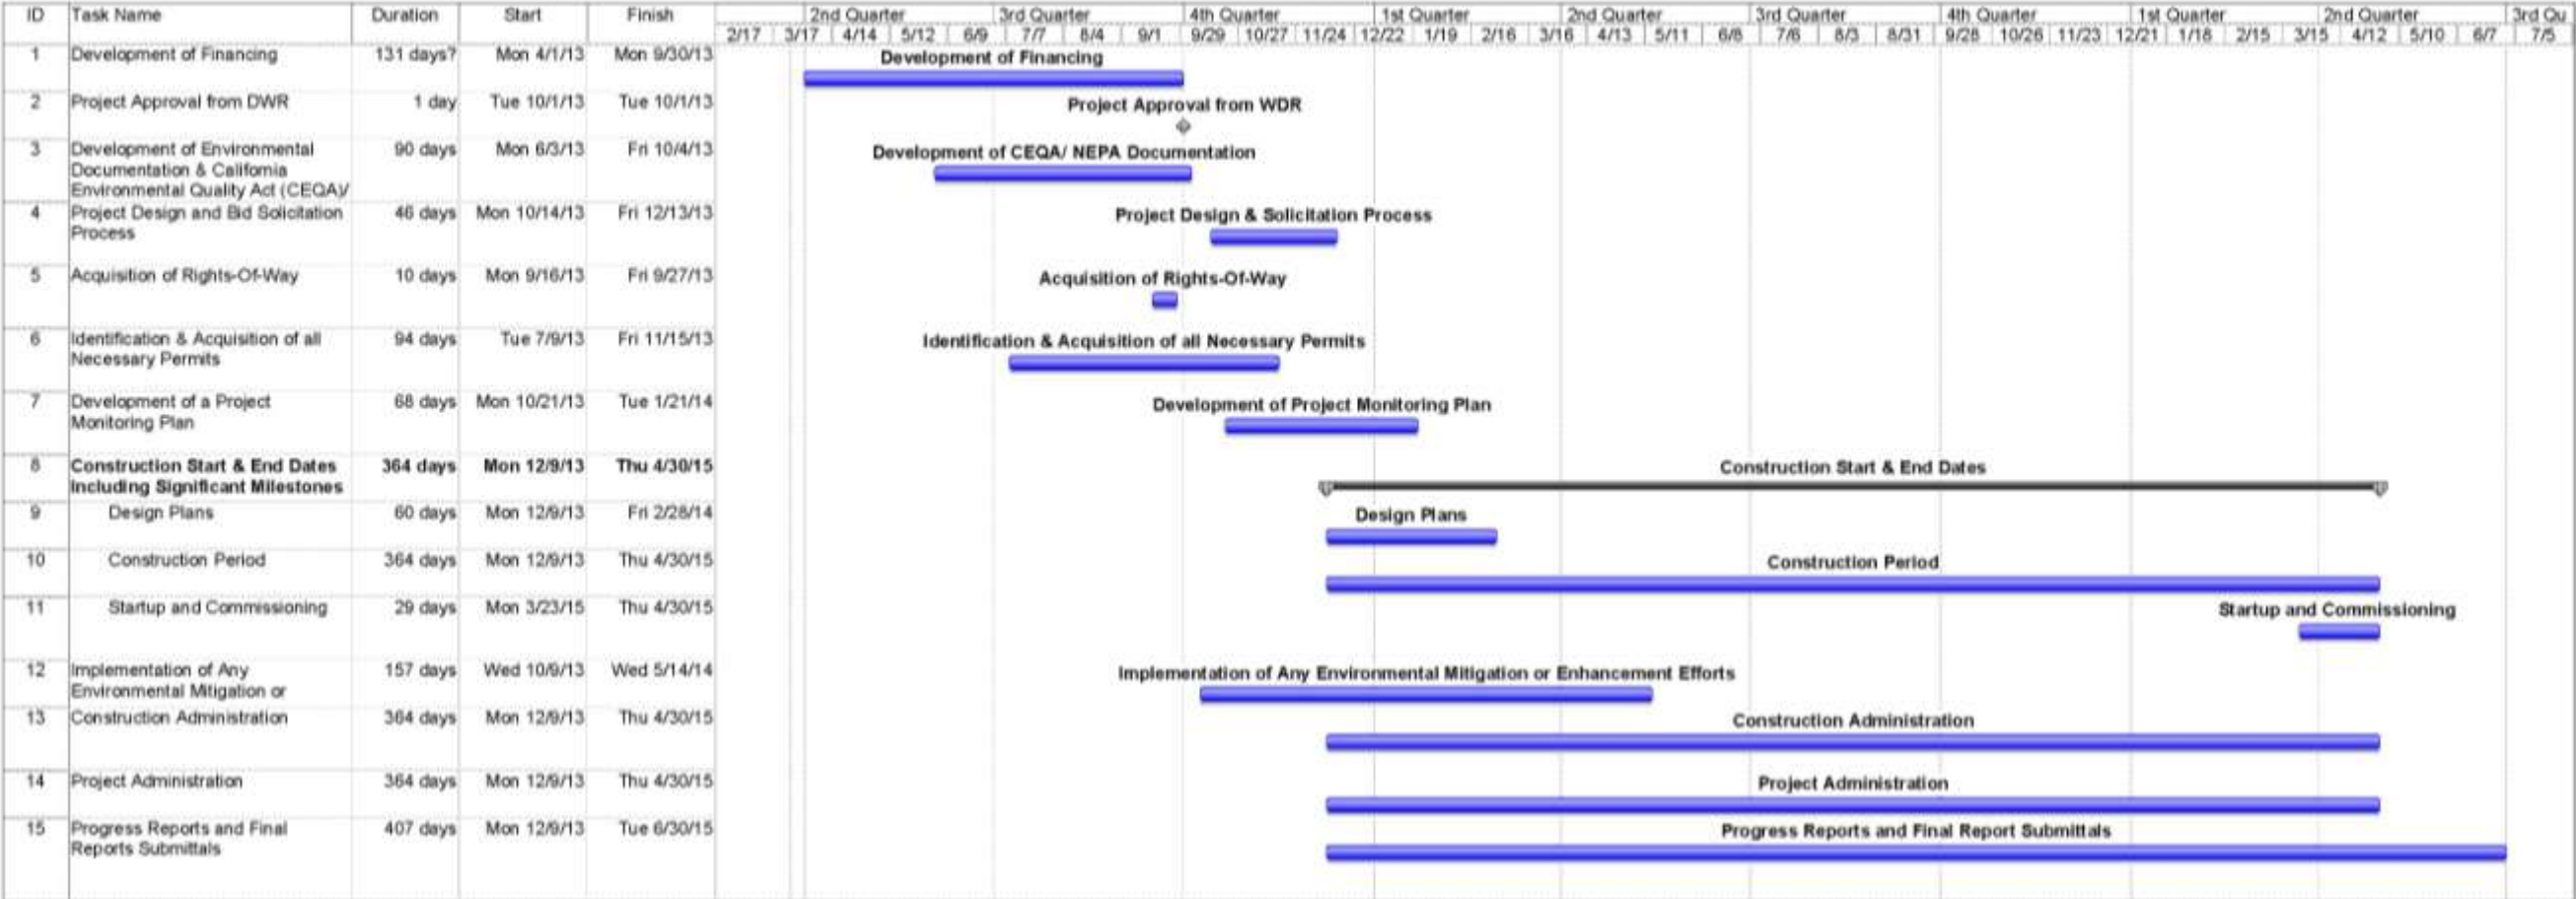 ID Task Name Duration Start Finish 2nd Quarter 3rd Quarter 4th Quarter 1st Quarter 2nd Quarter 3rd Quarter 4th Quarter 1st Quarter 2nd Quarter 3rd Qu
2/17 3/17 4/14 5/12 6/9 7/7 8/4 9/1 9/29 10/27 11/24 12/22 1/19 2/16 3/16 4/13 5/11 6/8 7/6 8/3 8/31 9/28 10/26 11/23 12/21 1/18 2/15 3/15 4/12 5/10 6/7 7/5
1 Development of Financing 131 days? Mon 4/1/13 Mon 9/30/13 Development of Financing
2 Project Approval from DWR 1 day Tue 10/1/13 Tue 10/1/13 Project Approval from WDR
3 Development of Environmental 90 days Mon 6/3/13 Fri 10/4/13 Development of CEQA/ NEPA Documentation
Documentation & California
Environmental Quality Act (CEQA)/
4 Project Design and Bid Solicitation 46 days Mon 10/14/13 Fri 12/13/13 Project Design & Solicitation Process
Process
5 Acquisition of Rights-Of-Way 10 days Mon 9/16/13 Fri 9/27/13 Acquisition of Rights-Of-Way
6 Identification & Acquisition of all 94 days Tue 7/9/13 Fri 11/15/13 Identification & Acquisition of all Necessary Permits
Necessary Permits
7 Development of a Project 68 days Mon 10/21/13 Tue 1/21/14 Development of Project Monitoring Plan
Monitoring Plan
8 Construction Start & End Dates 364 days Mon 12/9/13 Thu 4/30/15 Construction Start & End Dates
Including Significant Milestones
9 Design Plans 60 days Mon 12/9/13 Fri 2/28/14 Design Plans
10 Construction Period 364 days Mon 12/9/13 Thu 4/30/15 Construction Period
11 Startup and Commissioning 29 days Mon 3/23/15 Thu 4/30/15 Startup and Commissioning
12 Implementation of Any 157 days Wed 10/9/13 Wed 5/14/14 Implementation of Any Environmental Mitigation or Enhancement Efforts
Environmental Mitigation or
13 Construction Administration 364 days Mon 12/9/13 Thu 4/30/15 Construction Administration
14 Project Administration 364 days Mon 12/9/13 Thu 4/30/15 Project Administration
15 Progress Reports and Final 407 days Mon 12/9/13 Tue 6/30/15 Progress Reports and Final Report Submittals
Reports Submittals